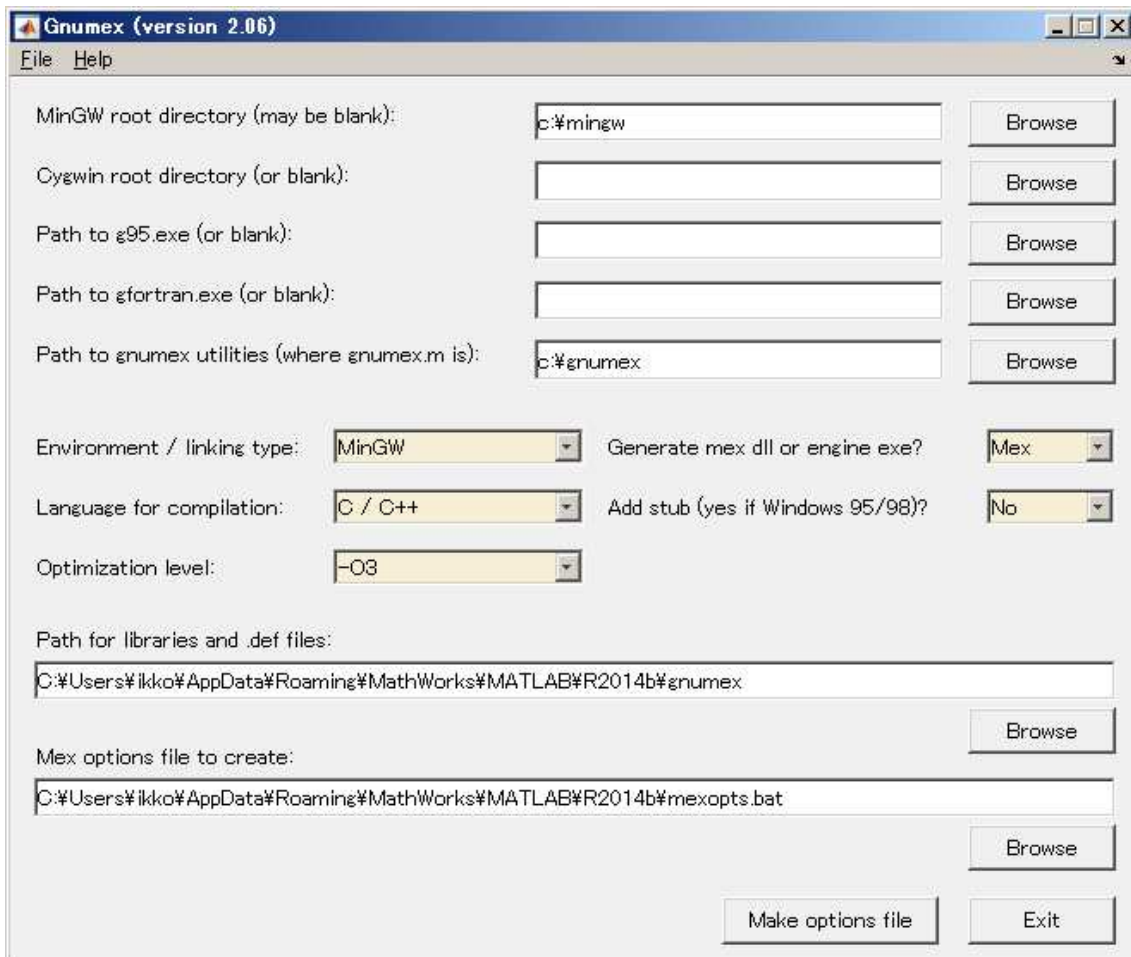 Gnumex (version 2.06)
File Help
MinGW root directory (may be blank): c:¥mingw Browse
Cygwin root directory (or blank): Browse
Path to g95.exe (or blank): Browse
Path to gfortran.exe (or blank): Browse
Path to gnumex utilities (where gnumex.m is): c:¥gnumex Browse
Environment / linking type: MinGW Generate mex dll or engine exe? Mex
Language for compilation: C / C++ Add stub (yes if Windows 95/98)? No
Optimization level: -O3
Path for libraries and .def files:
C:¥Users¥ikko¥AppData¥Roaming¥MathWorks¥MATLAB¥R2014b¥gnumex
Browse
Mex options file to create:
C:¥Users¥ikko¥AppData¥Roaming¥MathWorks¥MATLAB¥R2014b¥mexopts.bat
Browse
Make options file Exit